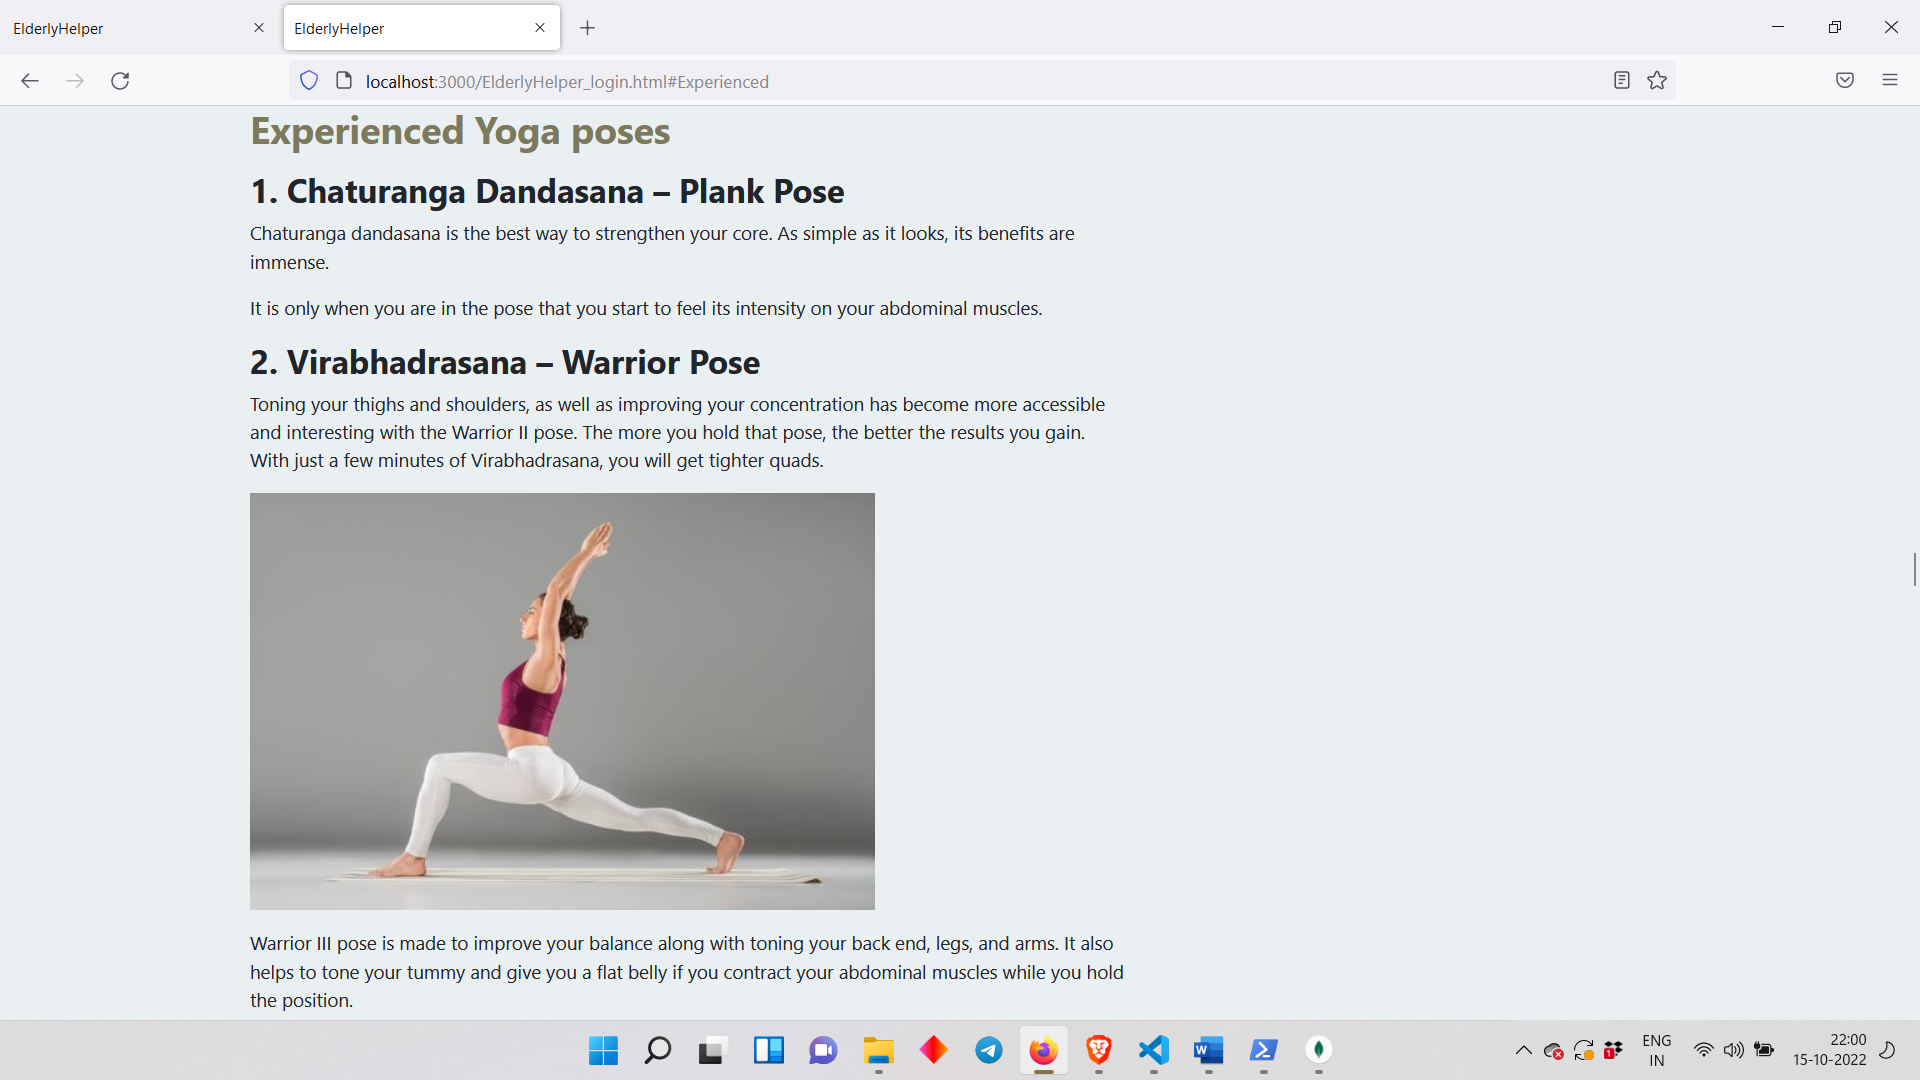 ElderlyHelper
ElderlyHelper
localhost:3000/ElderlyHelper_login.html#Experienced
Experienced Yoga poses
1. Chaturanga Dandasana – Plank Pose
Chaturanga dandasana is the best way to strengthen your core. As simple as it looks, its benefits are
immense.
It is only when you are in the pose that you start to feel its intensity on your abdominal muscles.
2. Virabhadrasana – Warrior Pose
Toning your thighs and shoulders, as well as improving your concentration has become more accessible
and interesting with the Warrior II pose. The more you hold that pose, the better the results you gain.
With just a few minutes of Virabhadrasana, you will get tighter quads.
Warrior III pose is made to improve your balance along with toning your back end, legs, and arms. It also
helps to tone your tummy and give you a flat belly if you contract your abdominal muscles while you hold
the position.
W
1
ENG
IN
22:00
15-10-2022